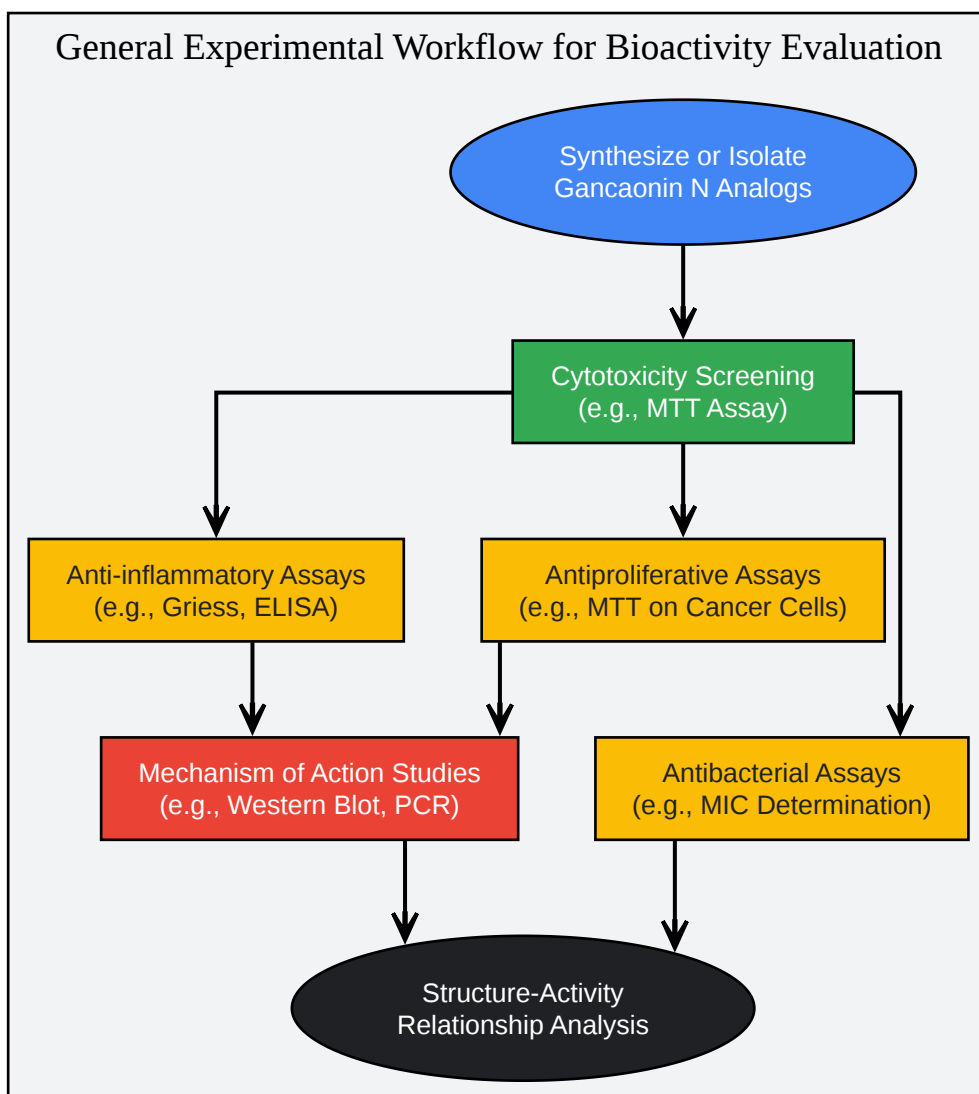 General Experimental Workflow for Bioactivity Evaluation
Synthesize or Isolate
Gancaonin N Analogs
Cytotoxicity Screening
(e.g., MTT Assay)
Anti-inflammatory Assays
(e.g., Griess, ELISA)
Antiproliferative Assays
(e.g., MTT on Cancer Cells)
Mechanism of Action Studies
(e.g., Western Blot, PCR)
Antibacterial Assays
(e.g., MIC Determination)
Structure-Activity
Relationship Analysis